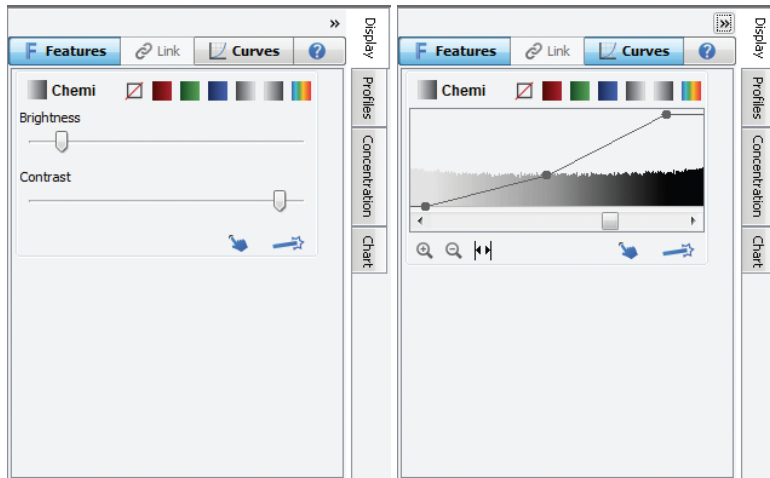 »
F Features Link Curves ?
Chemi
Brightness
Contrast
Display
Profiles
Concentration
Chart
»
F Features Link Curves ?
Chemi
Display
Profiles
Concentration
Chart